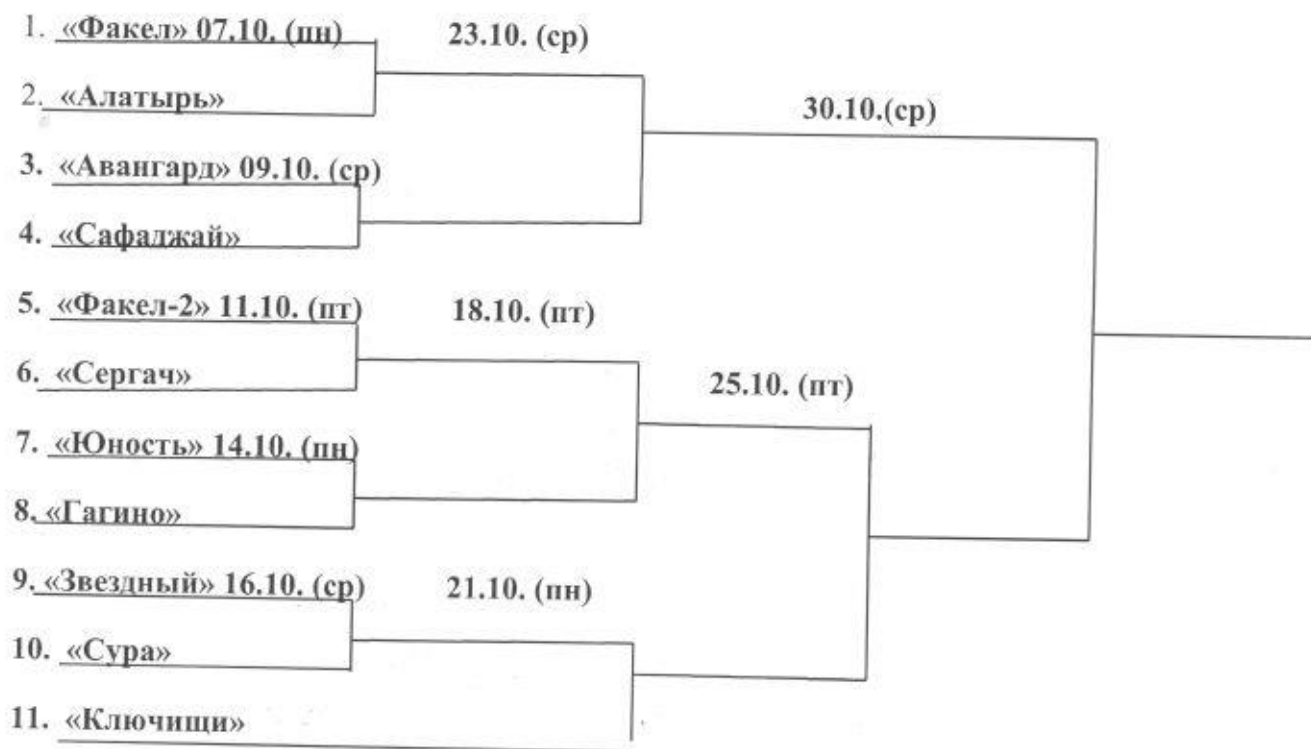 1. «Факел» 07.10. (пн)
23.10. (ср)
2. «Алатырь»
30.10.(ср)
3. «Авангард» 09.10. (ср)
4. «Сафаджай»
5. «Факел-2» 11.10. (пт)
18.10. (пт)
6. «Сергач»
25.10. (пт)
7. «Юность» 14.10. (пн)
8. «Гагино»
9. «Звездный» 16.10. (ср)
21.10. (пн)
10. «Сура»
11. «Ключищи»